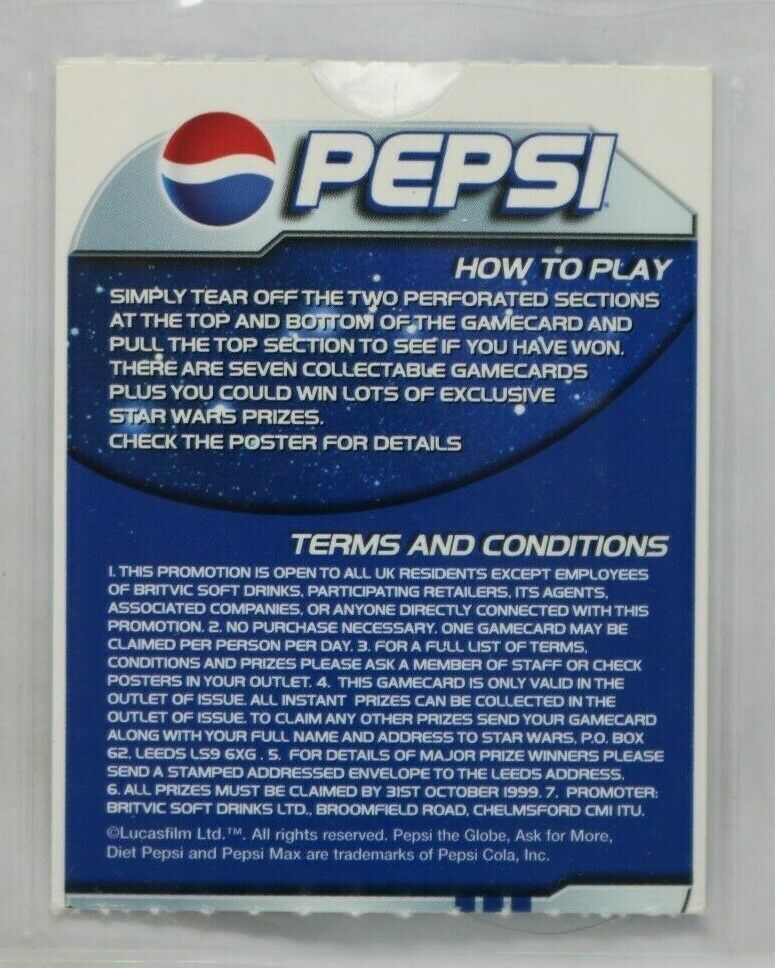 PEPSI
HOW TO PLAY
SIMPLY TEAR OFF THE TWO PERFORATED SECTIONS
AT THE TOP AND BOTTOM OF THE GAMECARD AND
PULL THE TOP SECTION TO SEE IF YOU HAVE WON.
THERE ARE SEVEN COLLECTABLE GAMECARDS
PLUS YOU COULD WIN LOTS OF EXCLUSIVE
STAR WARS PRIZES.
CHECK THE POSTER FOR DETAILS
TERMS AND CONDITIONS
1. THIS PROMOTION IS OPEN TO ALL UK RESIDENTS EXCEPT EMPLOYEES
OF BRITVIC SOFT DRINKS, PARTICIPATING RETAILERS, ITS AGENTS,
ASSOCIATED COMPANIES, OR ANYONE DIRECTLY CONNECTED WITH THIS
PROMOTION. 2. NO PURCHASE NECESSARY. ONE GAMECARD MAY BE
CLAIMED PER PERSON PER DAY. 3. FOR A FULL LIST OF TERMS,
CONDITIONS AND PRIZES PLEASE ASK A MEMBER OF STAFF OR CHECK
POSTERS IN YOUR OUTLET. 4. THIS GAMECARD IS ONLY VALID IN THE
OUTLET OF ISSUE. ALL INSTANT PRIZES CAN BE COLLECTED IN THE
OUTLET OF ISSUE. TO CLAIM ANY OTHER PRIZES SEND YOUR GAMECARD
ALONG WITH YOUR FULL NAME AND ADDRESS TO STAR WARS, P.O. BOX
62, LEEDS LS9 6XG . 5. FOR DETAILS OF MAJOR PRIZE WINNERS PLEASE
SEND A STAMPED ADDRESSED ENVELOPE TO THE LEEDS ADDRESS.
6. ALL PRIZES MUST BE CLAIMED BY 31ST OCTOBER 1999. 7. PROMOTER:
BRITVIC SOFT DRINKS LTD., BROOMFIELD ROAD, CHELMSFORD CM1 1TU.
©Lucasfilm Ltd.™. All rights reserved. Pepsi the Globe, Ask for More,
Diet Pepsi and Pepsi Max are trademarks of Pepsi Cola, Inc.